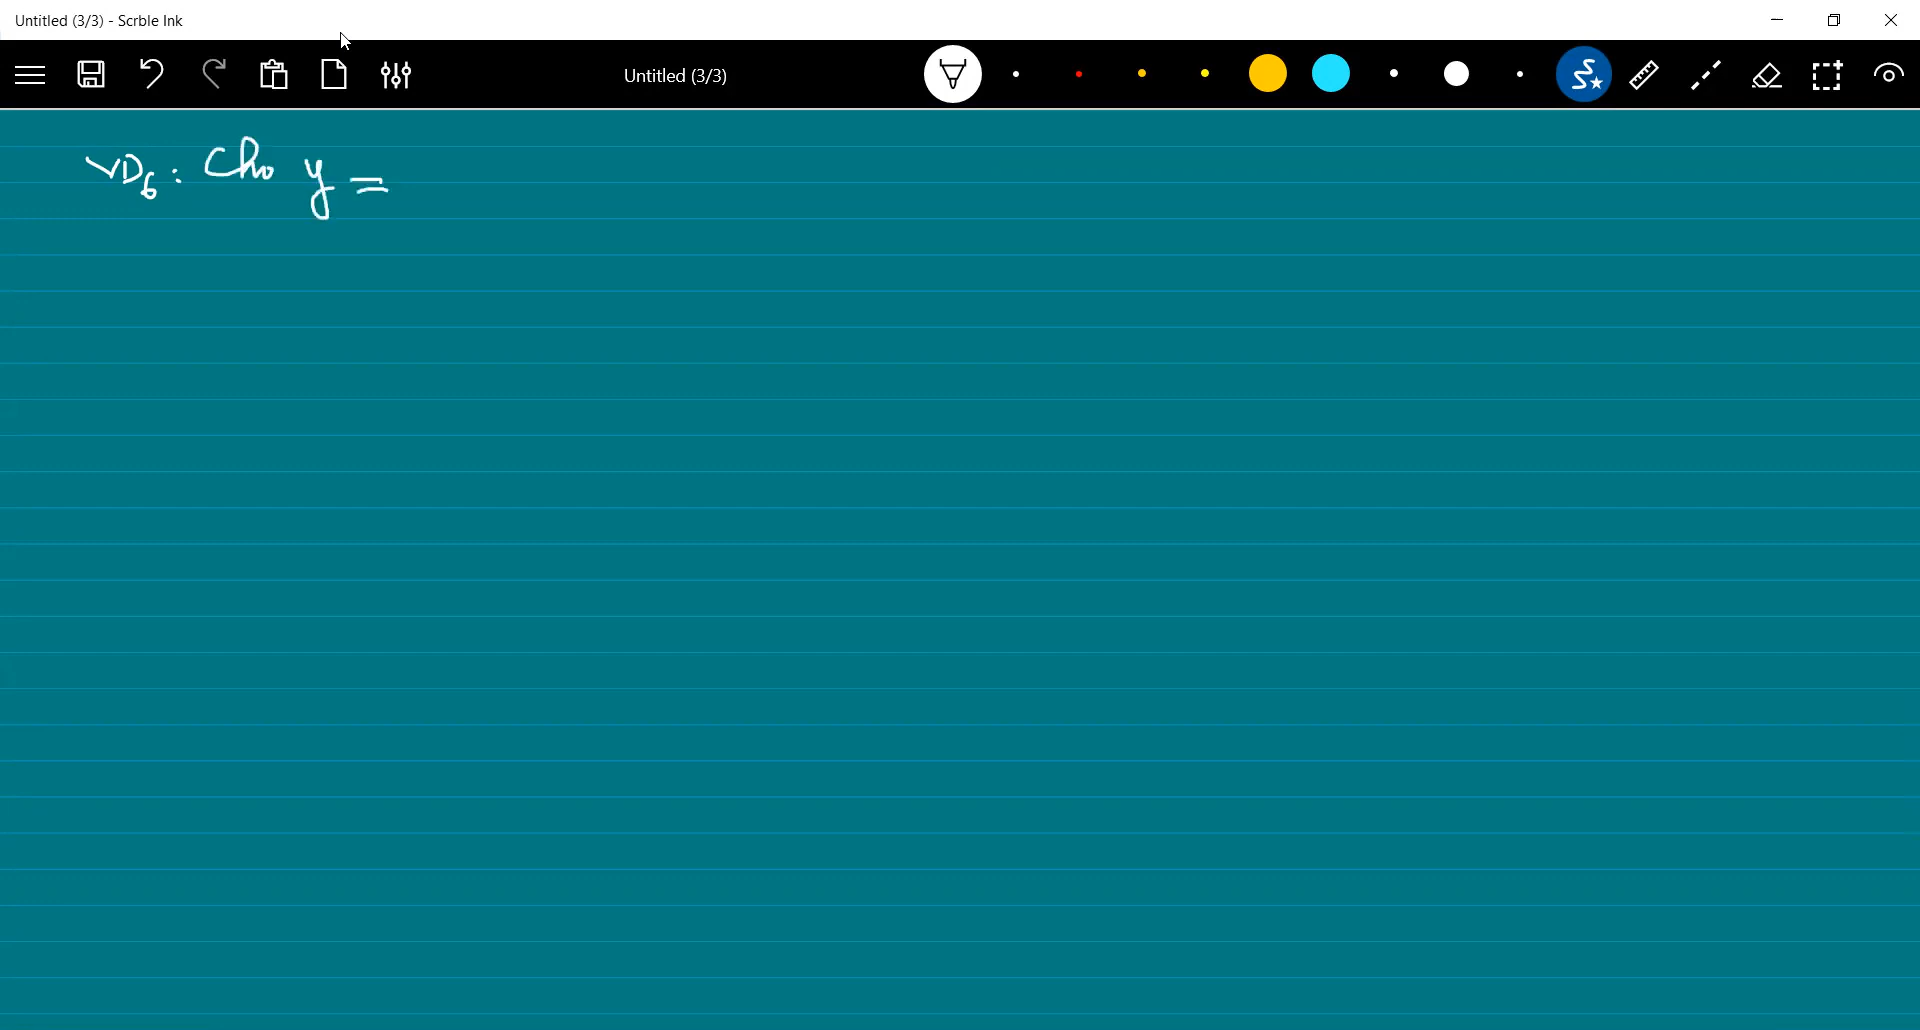 Untitled (3/3) - Scrble Ink
Untitled (3/3)
VD6: Cho y =